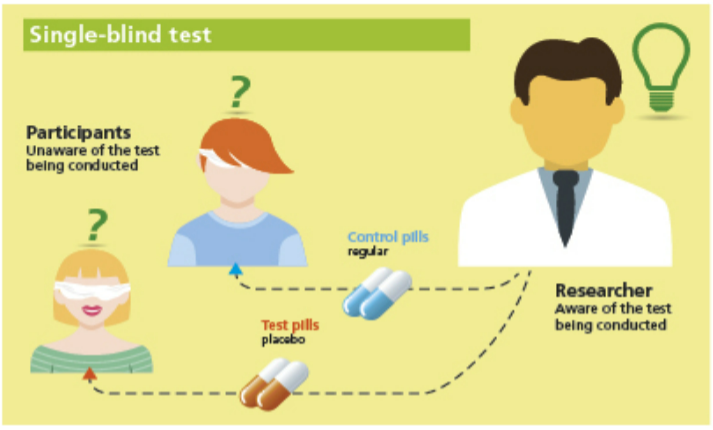 Single-blind test
?
Participants
Unaware of the test
being conducted
?
Control pills
regular
Test pills
placebo
Researcher
Aware of the test
being conducted